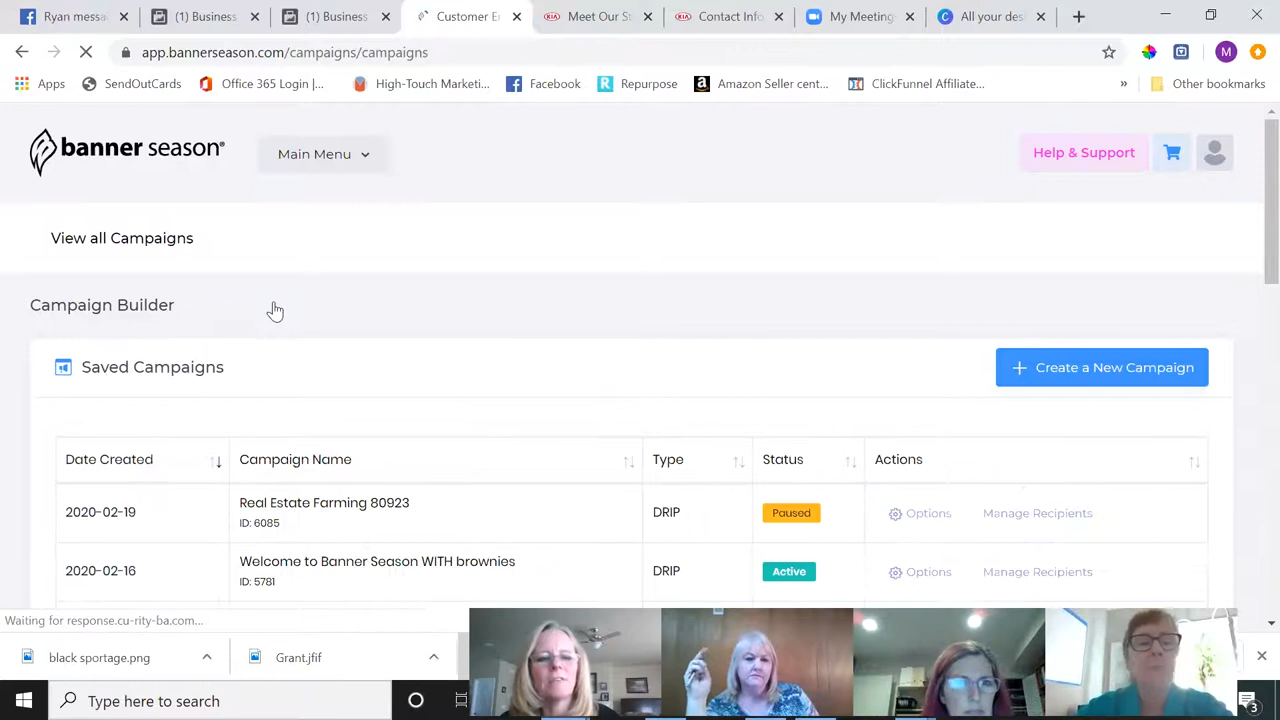 Ryan mess
(1) Business
(1) Business
Customer E
Meet Our St
Contact Info
My Meeting
All your des
app.bannerseason.com/campaigns/campaigns
M
Apps
SendOutCards
Office 365 Login |...
High-Touch Marketi...
Facebook
Repurpose
Amazon Seller cent...
ClickFunnel Affiliate...
»
Other bookmarks
banner season®
Main Menu
Help & Support
View all Campaigns
Campaign Builder
Saved Campaigns
+ Create a New Campaign
Date Created Campaign Name Type Status Actions
2020-02-19 Real Estate Farming 80923 DRIP Paused Options Manage Recipients
ID: 6085
2020-02-16 Welcome to Banner Season WITH brownies DRIP Active Options Manage Recipients
ID: 5781
Waiting for response.cu-rity-ba.com...
black sportage.png
Grant.jfif
Type here to search
3